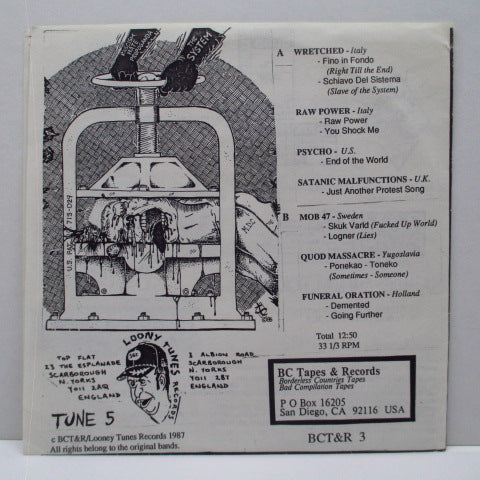 THE SYSTEM
U.S. PAT. 715-029
A WRETCHED - Italy
- Fino in Fondo
(Right Till the End)
- Schiavo Del Sistema
(Slave of the System)
RAW POWER - Italy
- Raw Power
- You Shock Me
PSYCHO - U.S.
- End of the World
SATANIC MALFUNCTIONS - U.K.
- Just Another Protest Song
B MOB 47 - Sweden
- Skuk Varld (Fucked Up World)
- Logner (Lies)
QUOD MASSACRE - Yugoslavia
- Ponekao - Toneko
(Sometimes - Someone)
FUNERAL ORATION - Holland
- Demented
- Going Further
Total 12:50
33 1/3 RPM
TOP FLAT
23 THE ESPLANADE
SCARBOROUGH
N. YORKS
YO11 2AQ
ENGLAND
LOONY TUNES RECORDS
1 ALBION ROAD
SCARBOROUGH
N. YORKS
YO11 2BT
ENGLAND
TUNE 5
BC Tapes & Records
Borderless Countries Tapes
Bad Compilation Tapes
P O Box 16205
San Diego, CA 92116 USA
c BCT&R/Looney Tunes Records 1987
All rights belong to the original bands.
BCT&R 3